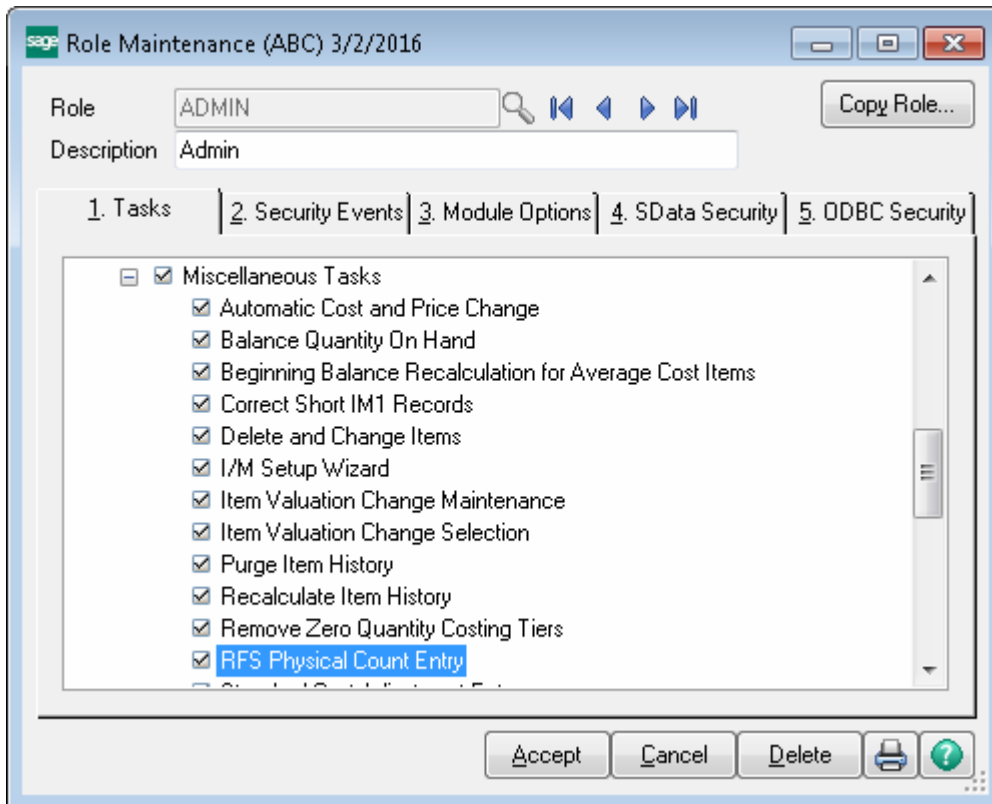 sage Role Maintenance (ABC) 3/2/2016
Role ADMIN Copy Role...
Description Admin
1. Tasks 2. Security Events 3. Module Options 4. SData Security 5. ODBC Security
Miscellaneous Tasks
Automatic Cost and Price Change
Balance Quantity On Hand
Beginning Balance Recalculation for Average Cost Items
Correct Short IM1 Records
Delete and Change Items
I/M Setup Wizard
Item Valuation Change Maintenance
Item Valuation Change Selection
Purge Item History
Recalculate Item History
Remove Zero Quantity Costing Tiers
RFS Physical Count Entry
Accept Cancel Delete ?